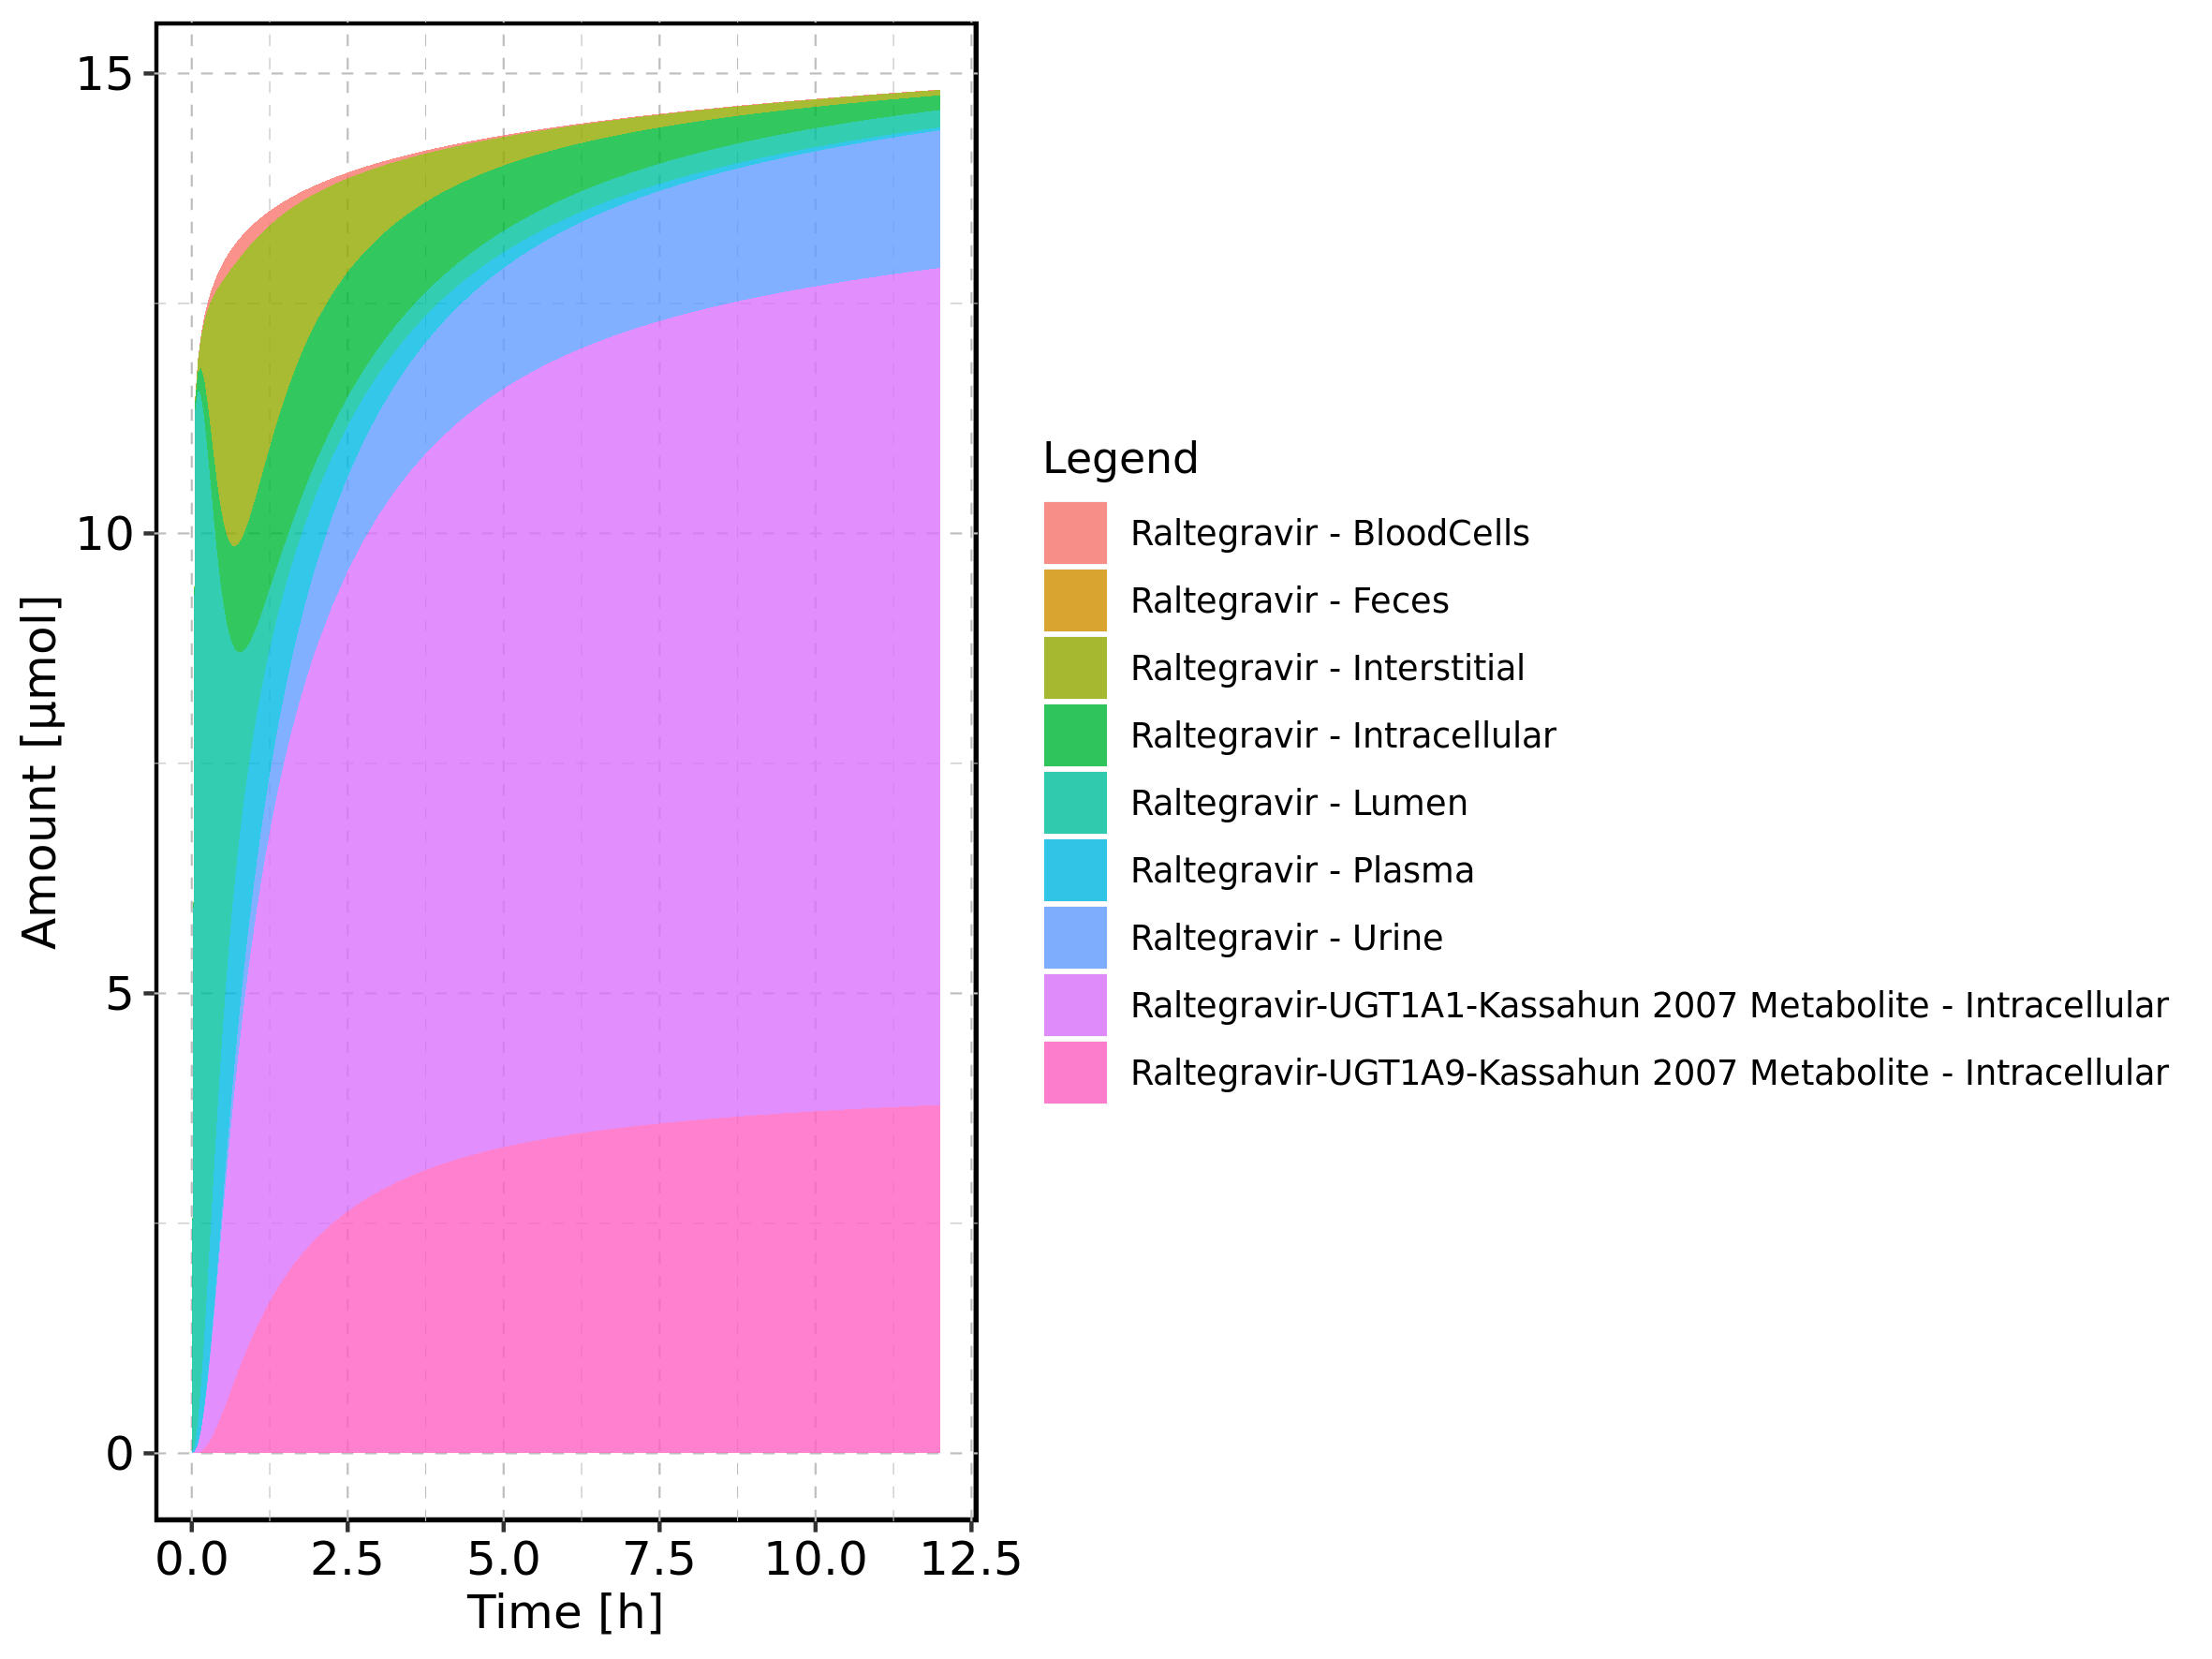 15
10
5
0
Amount [µmol]
0.0 2.5 5.0 7.5 10.0 12.5
Time [h]
Legend
Raltegravir - BloodCells
Raltegravir - Feces
Raltegravir - Interstitial
Raltegravir - Intracellular
Raltegravir - Lumen
Raltegravir - Plasma
Raltegravir - Urine
Raltegravir-UGT1A1-Kassahun 2007 Metabolite - Intracellular
Raltegravir-UGT1A9-Kassahun 2007 Metabolite - Intracellular